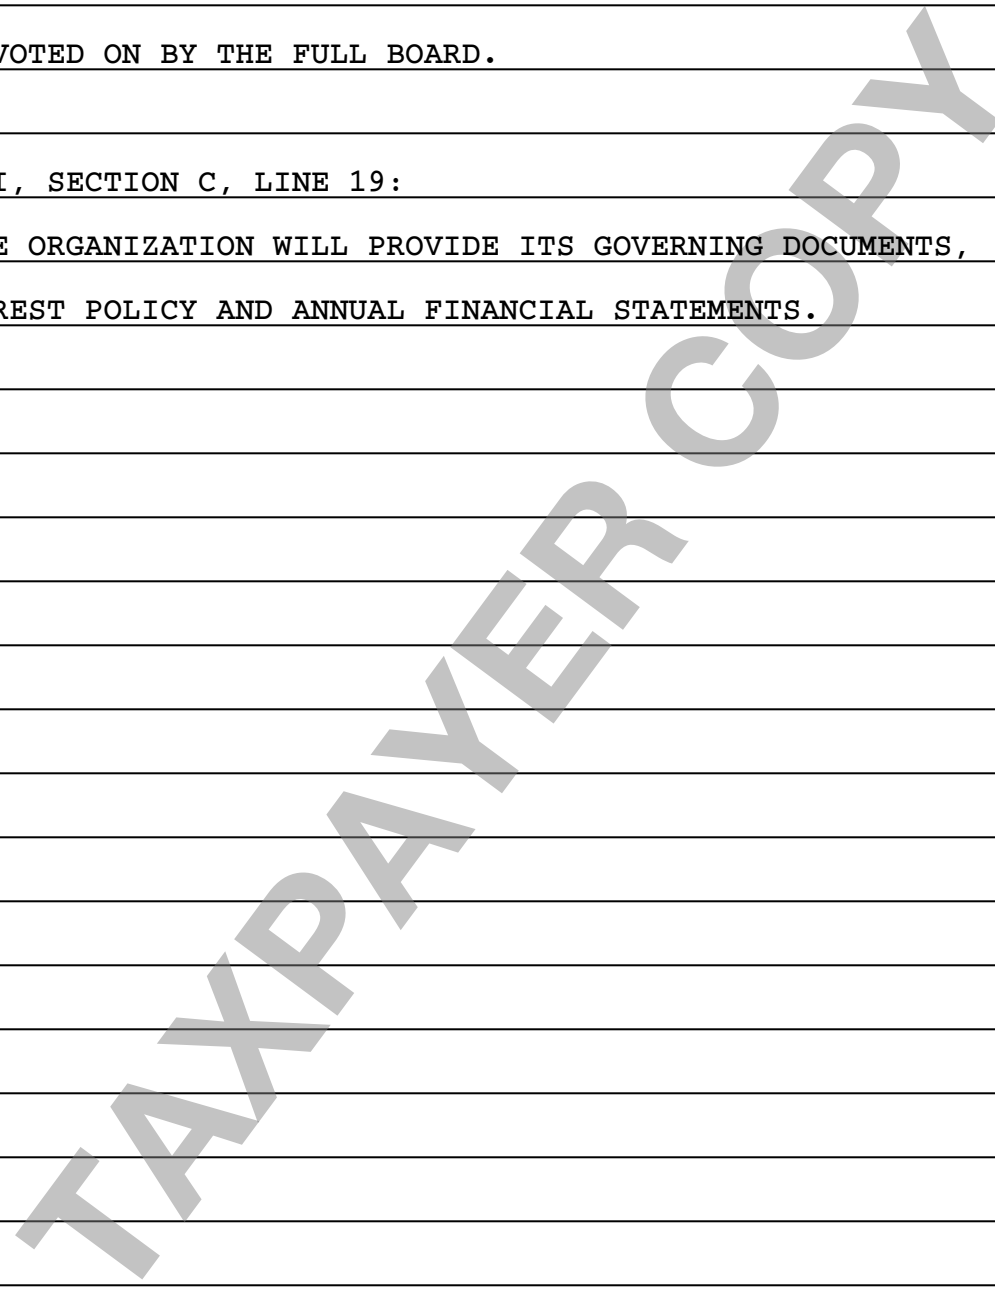 VOTED ON BY THE FULL BOARD.
I, SECTION C, LINE 19:
E ORGANIZATION WILL PROVIDE ITS GOVERNING DOCUMENTS,
REST POLICY AND ANNUAL FINANCIAL STATEMENTS.
TAXPAYER COPY